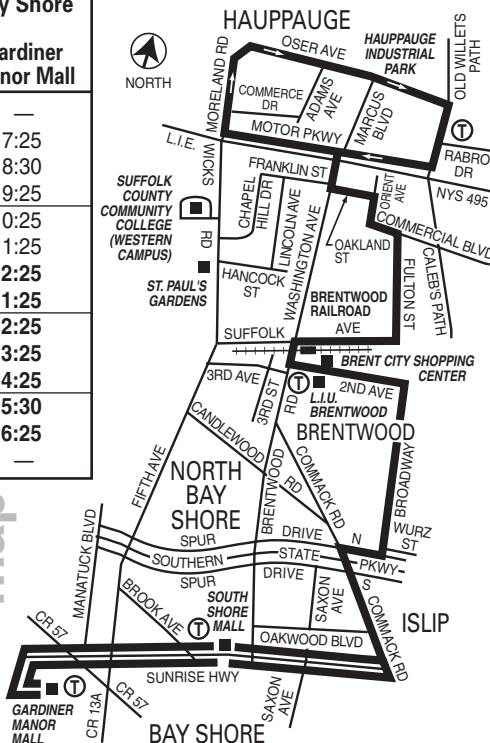 y Shore
ardiner
nor Mall
—
7:25
8:30
9:25
0:25
1:25
2:25
1:25
2:25
3:25
4:25
5:30
6:25
—
map
NORTH
HAUPPAUGE
OSER AVE
HAUPPAUGE
INDUSTRIAL
PARK
OLD WILLETS
PATH
MORELAND RD
COMMERCE
DR
ADAMS
AVE
MARCUS
BLVD
MOTOR PKWY
T
L.I.E.
WICKS
RD
FRANKLIN ST
RABRO
DR
NYS 495
SUFFOLK
COUNTY
COMMUNITY
COLLEGE
(WESTERN
CAMPUS)
CHAPEL
HILL DR
LINCOLN AVE
WASHINGTON AVE
ORIENT
AVE
COMMERCIAL BLVD
OAKLAND
ST
ST. PAUL'S
GARDENS
HANCOCK
ST
BRENTWOOD
RAILROAD
AVE
FULTON ST
CALEB'S PATH
SUFFOLK
BRENT CITY SHOPPING
CENTER
3RD AVE
3RD ST
RD
T
2ND AVE
L.I.U.
BRENTWOOD
BRENTWOOD
CANDLEWOOD
RD
FIFTH AVE
NORTH
BAY
SHORE
BRENTWOOD
COMMACK RD
BROADWAY
WURZ
ST
MANATUCK BLVD
SPUR
DRIVE
N
SOUTHERN
STATE
PKWY
SPUR
DRIVE
S
BROOK AVE
SOUTH
SHORE
MALL
SAXON
AVE
COMMACK RD
ISLIP
CR 57
T
OAKWOOD BLVD
SUNRISE HWY
T
GARDINER
MANOR
MALL
CR 13A
CR 57
SAXON
AVE
BAY SHORE